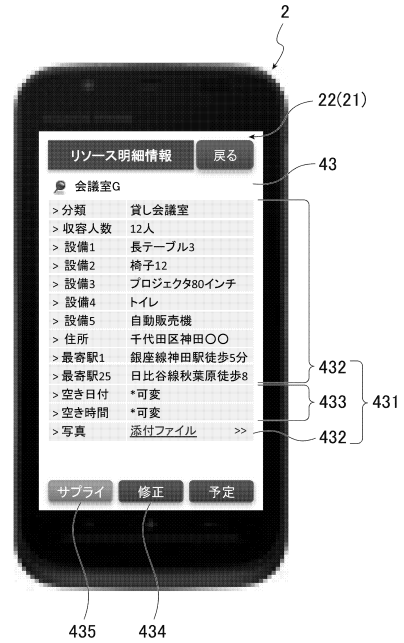 2
22(21)
リソース明細情報 戻る
43
会議室G
> 分類 貸し会議室
> 収容人数 12人
> 設備1 長テーブル3
> 設備2 椅子12
> 設備3 プロジェクタ80インチ
> 設備4 トイレ
> 設備5 自動販売機
> 住所 千代田区神田〇〇
> 最寄駅1 銀座線神田駅徒歩5分
> 最寄駅25 日比谷線秋葉原徒歩8
432
> 空き日付 *可変
> 空き時間 *可変
433
431
> 写真 添付ファイル >>
432
サプライ 修正 予定
435 434